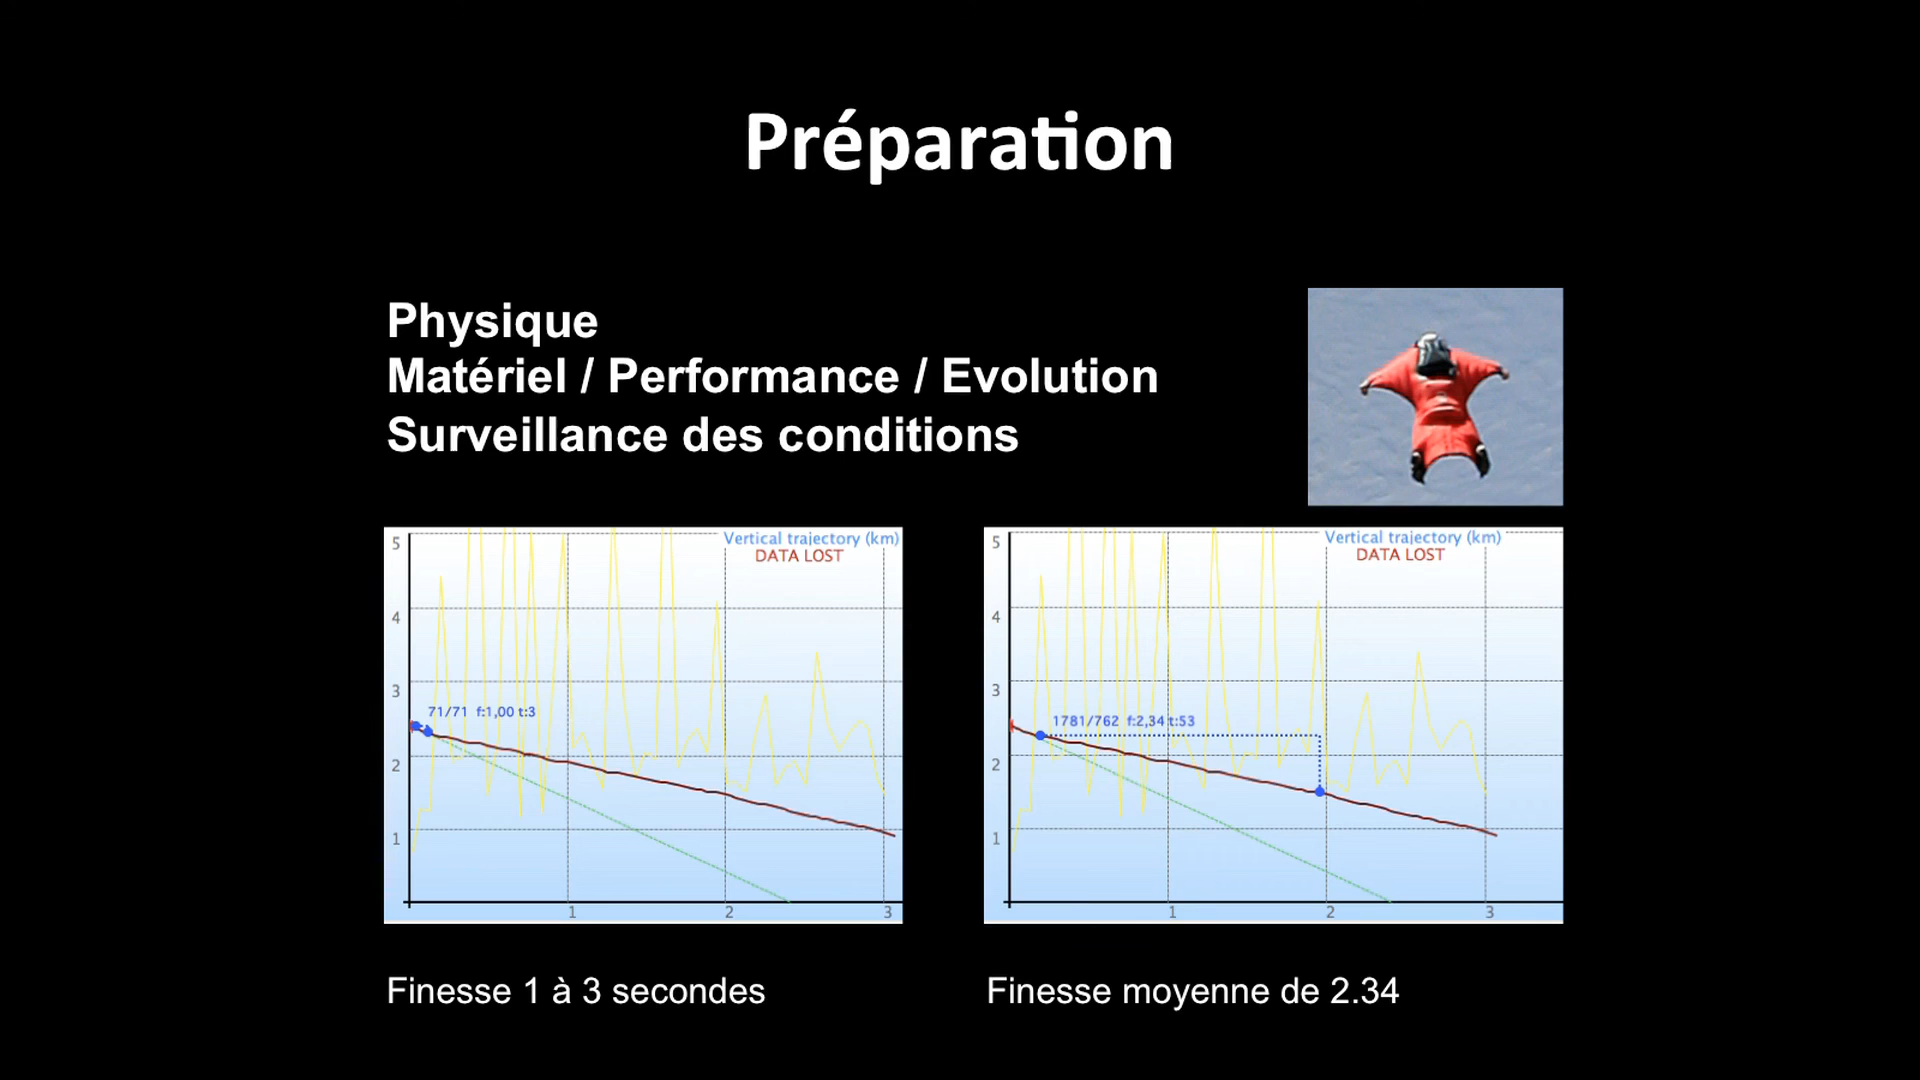 Préparation
Physique
Matériel / Performance / Evolution
Surveillance des conditions
Vertical trajectory (km)
DATA LOST
5
4
3
2
1
71/71 f:1,00 t:3
1
2
3
Vertical trajectory (km)
DATA LOST
5
4
3
2
1
1781/762 f:2,34 t:53
1
2
3
Finesse 1 à 3 secondes
Finesse moyenne de 2.34